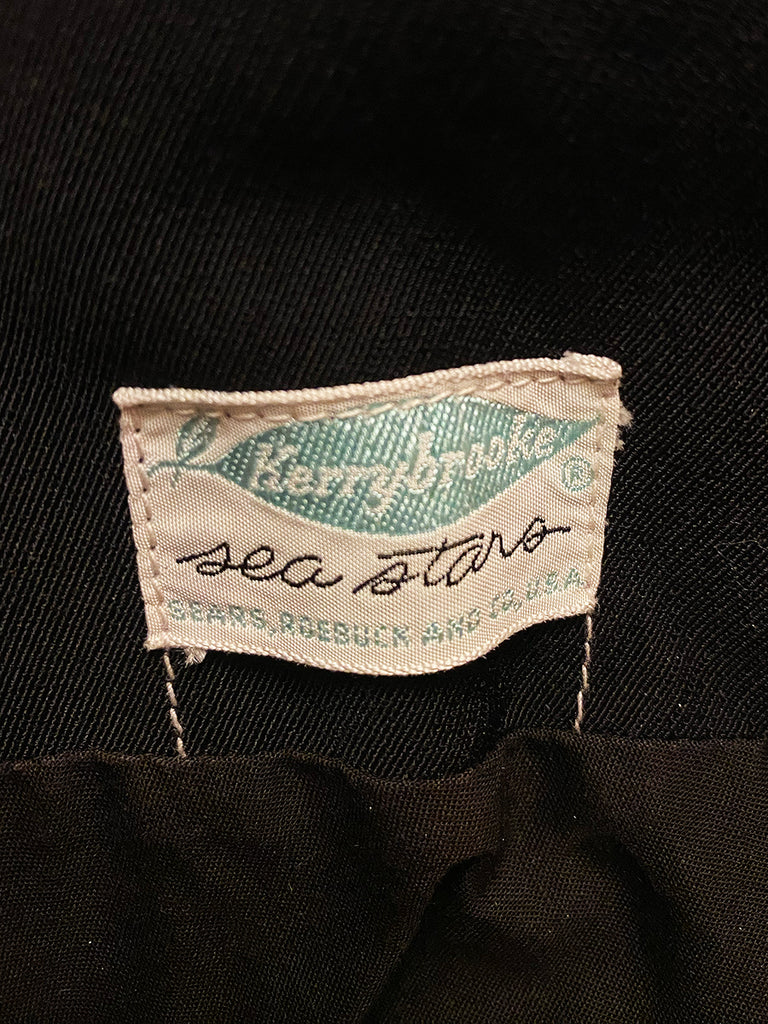 Kerrybrooke ®
sea stars
SEARS, ROEBUCK AND CO. U.S.A.